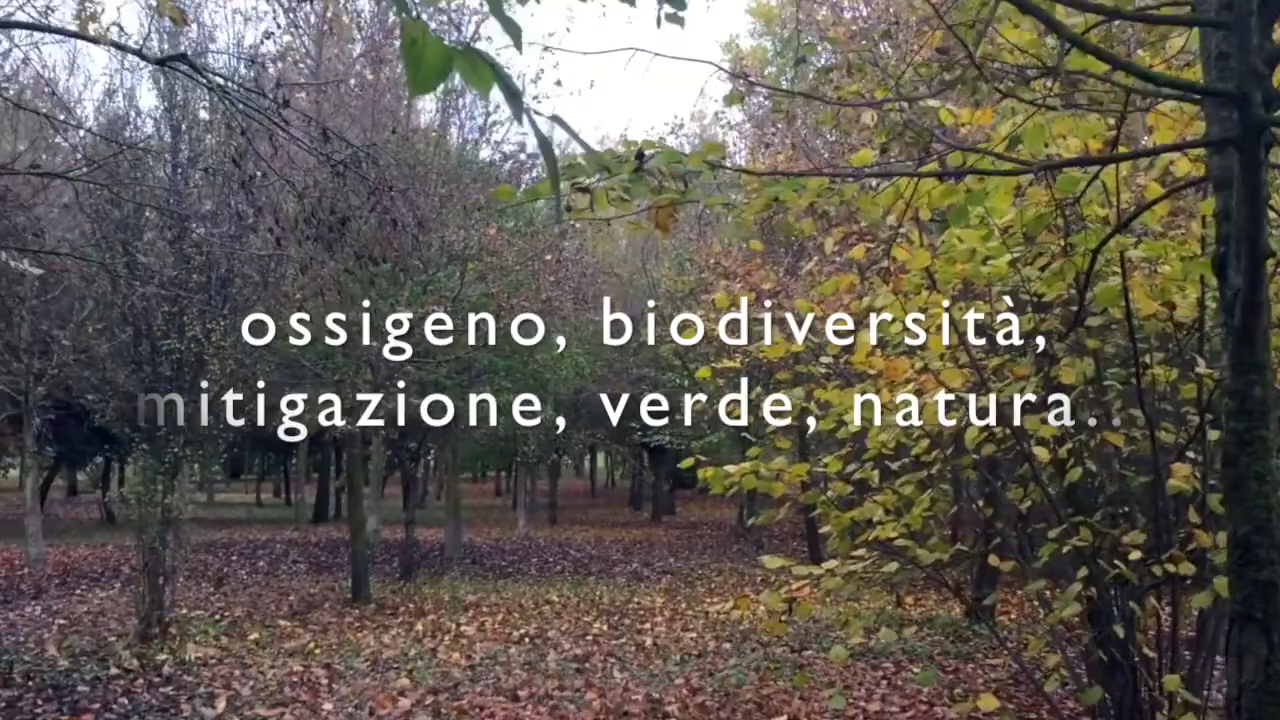 ossigeno, biodiversità,
mitigazione, verde, natura...